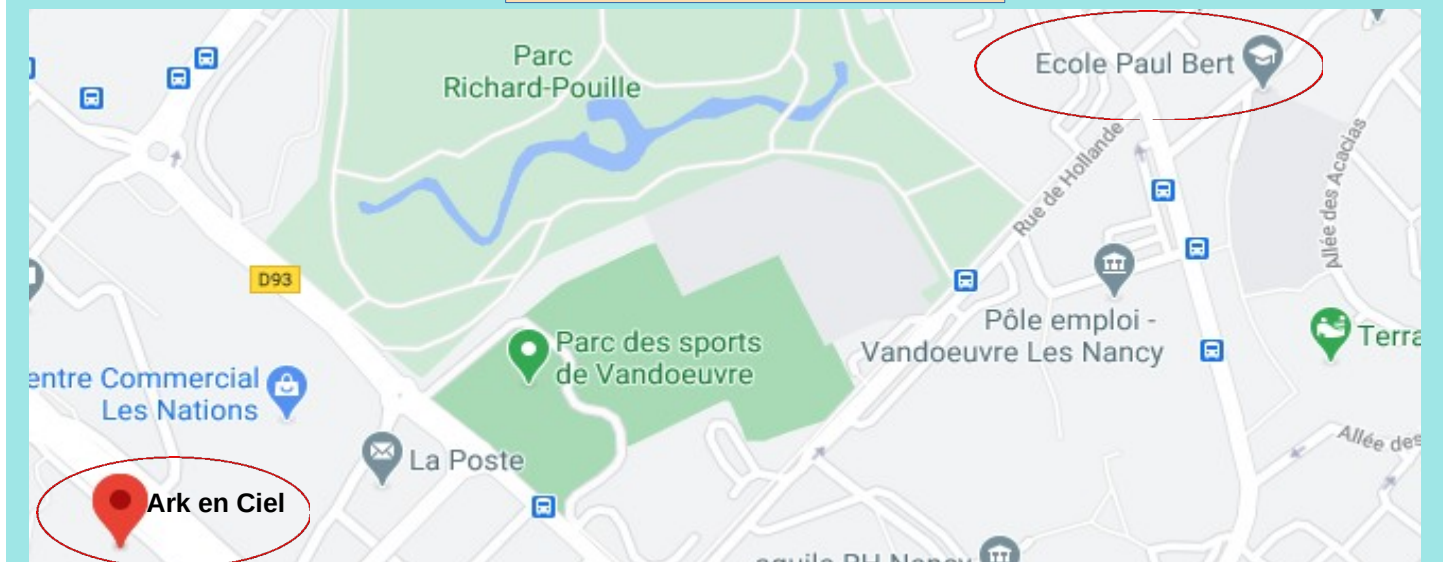 Parc
Richard-Pouille
Ecole Paul Bert
Rue de Hollande
Allée des Acacias
D93
Pôle emploi -
Vandoeuvre Les Nancy
Parc des sports
de Vandoeuvre
Terra
entre Commercial
Les Nations
La Poste
Allée des
Ark en Ciel